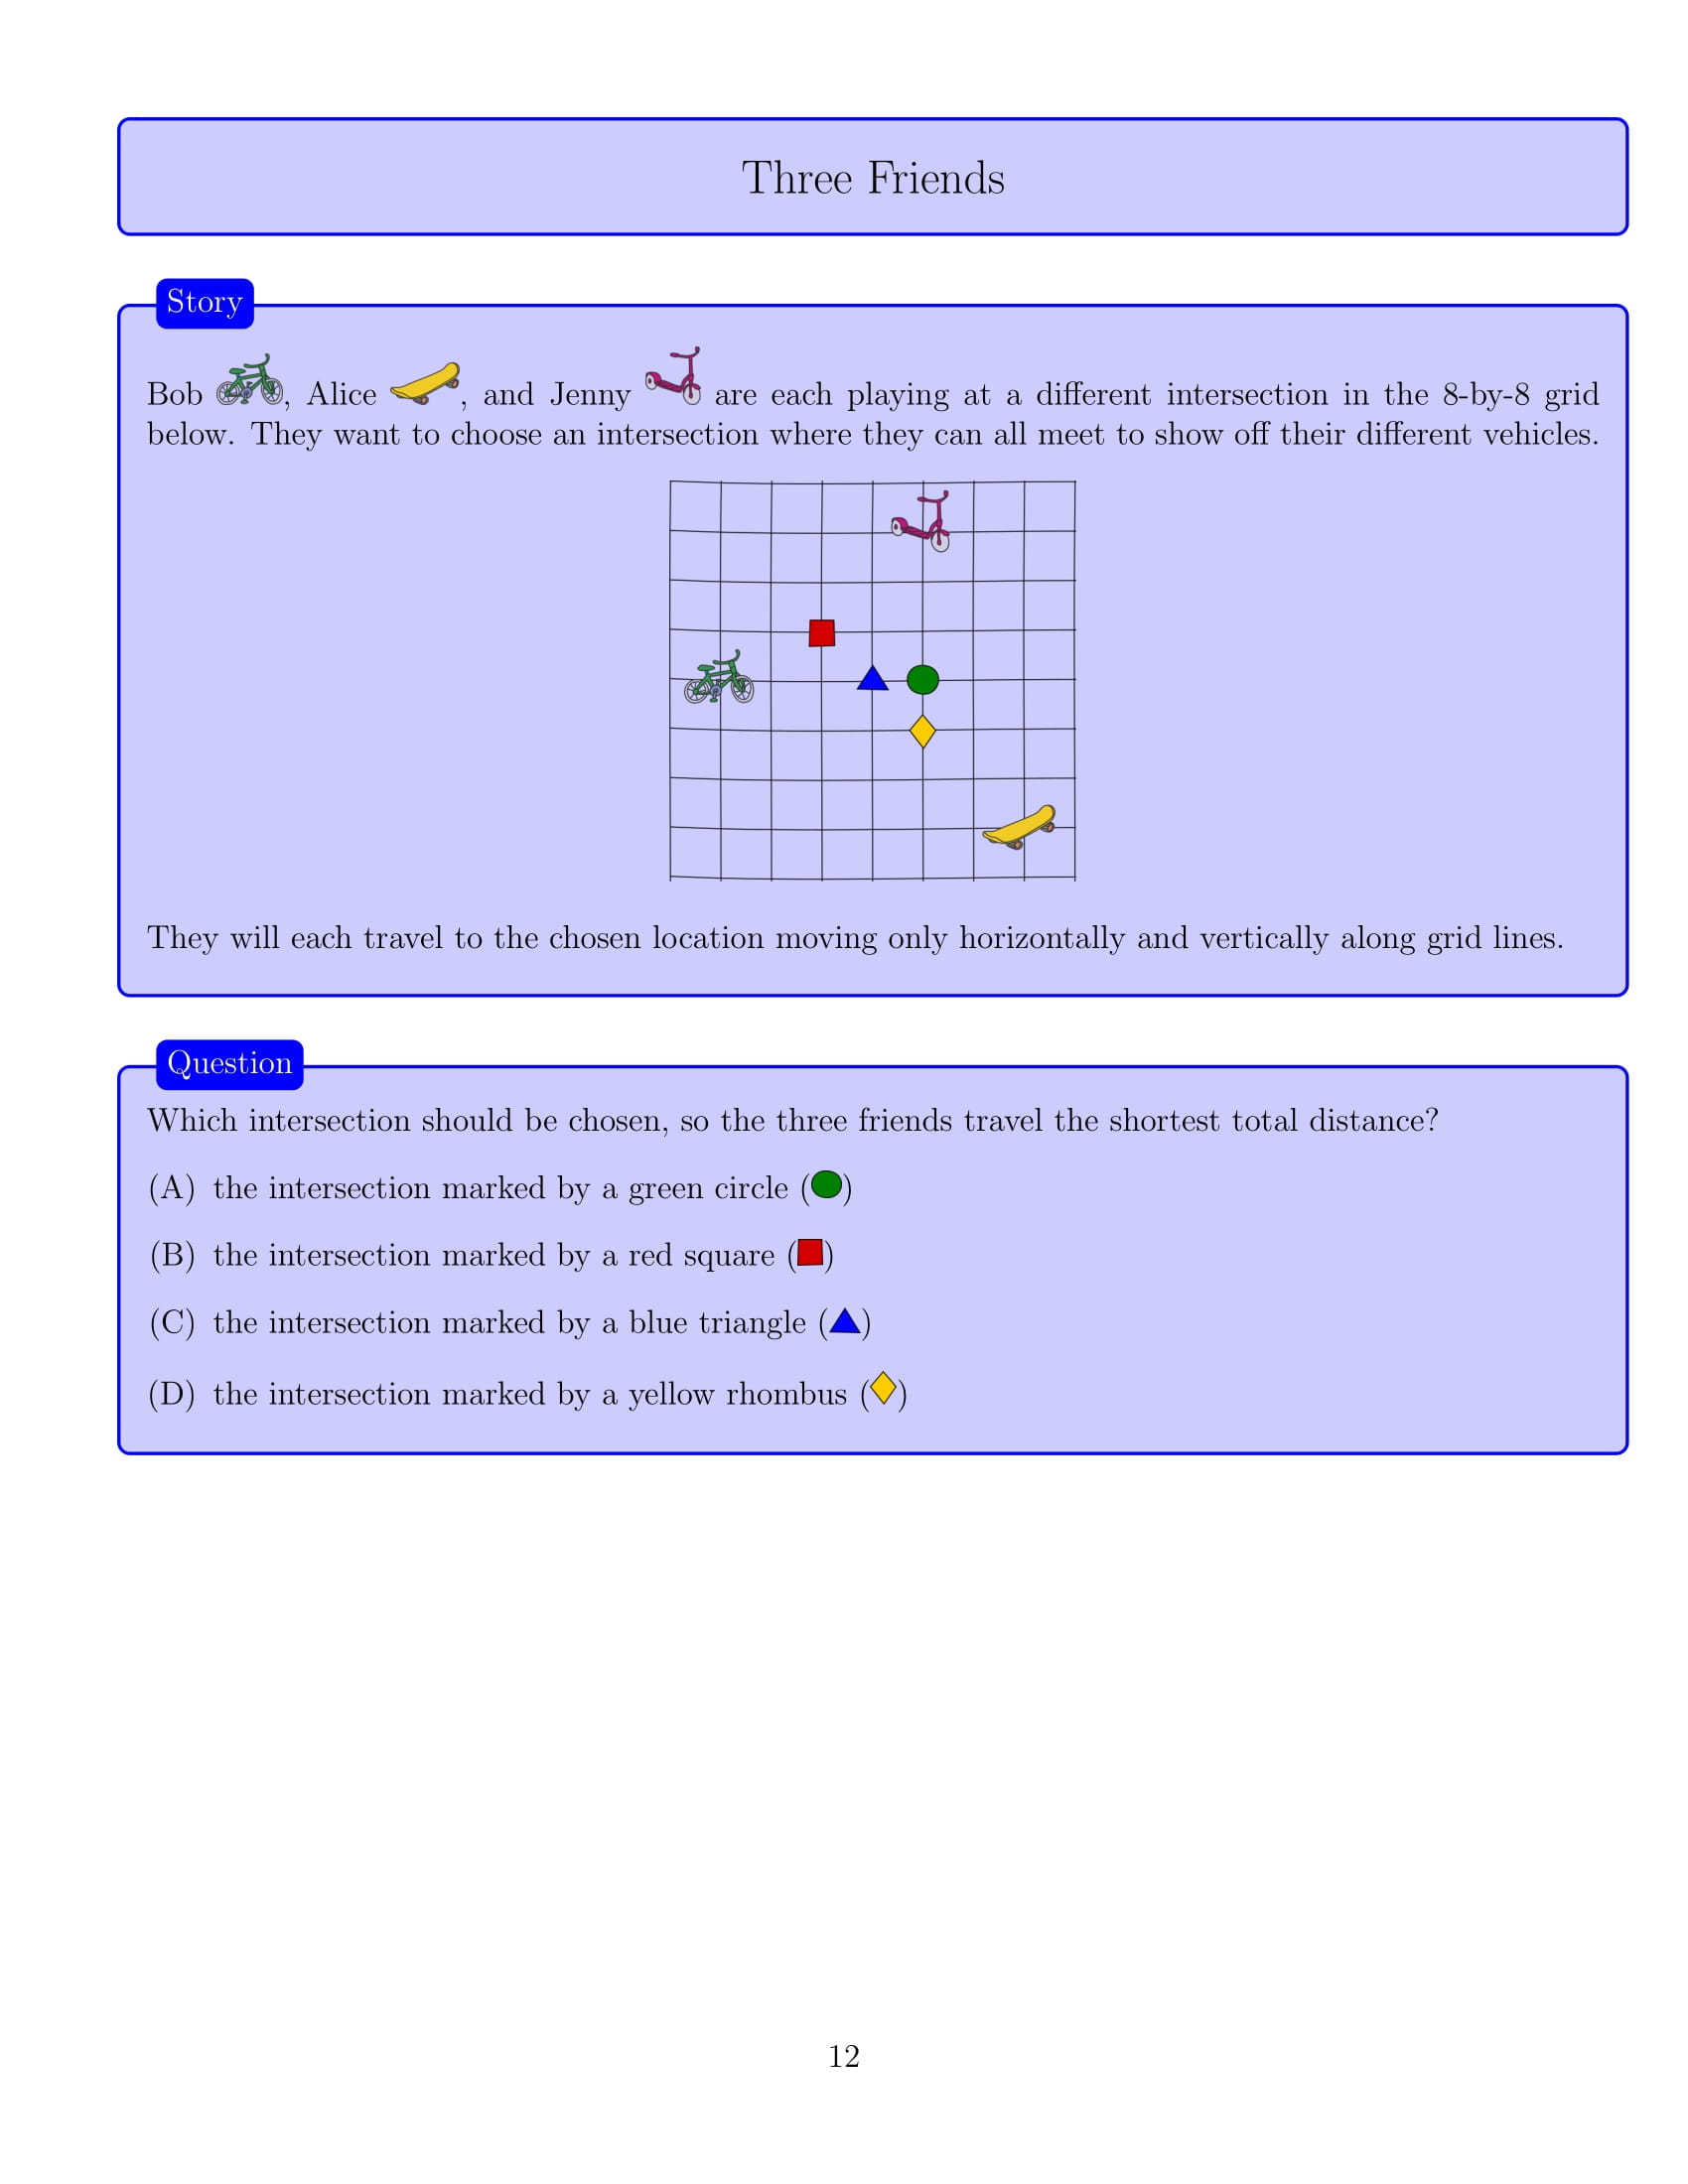 Three Friends
Story
Bob , Alice , and Jenny are each playing at a different intersection in the 8-by-8 grid
below. They want to choose an intersection where they can all meet to show off their different vehicles.
They will each travel to the chosen location moving only horizontally and vertically along grid lines.
Question
Which intersection should be chosen, so the three friends travel the shortest total distance?
(A) the intersection marked by a green circle ()
(B) the intersection marked by a red square ()
(C) the intersection marked by a blue triangle ()
(D) the intersection marked by a yellow rhombus ()
12